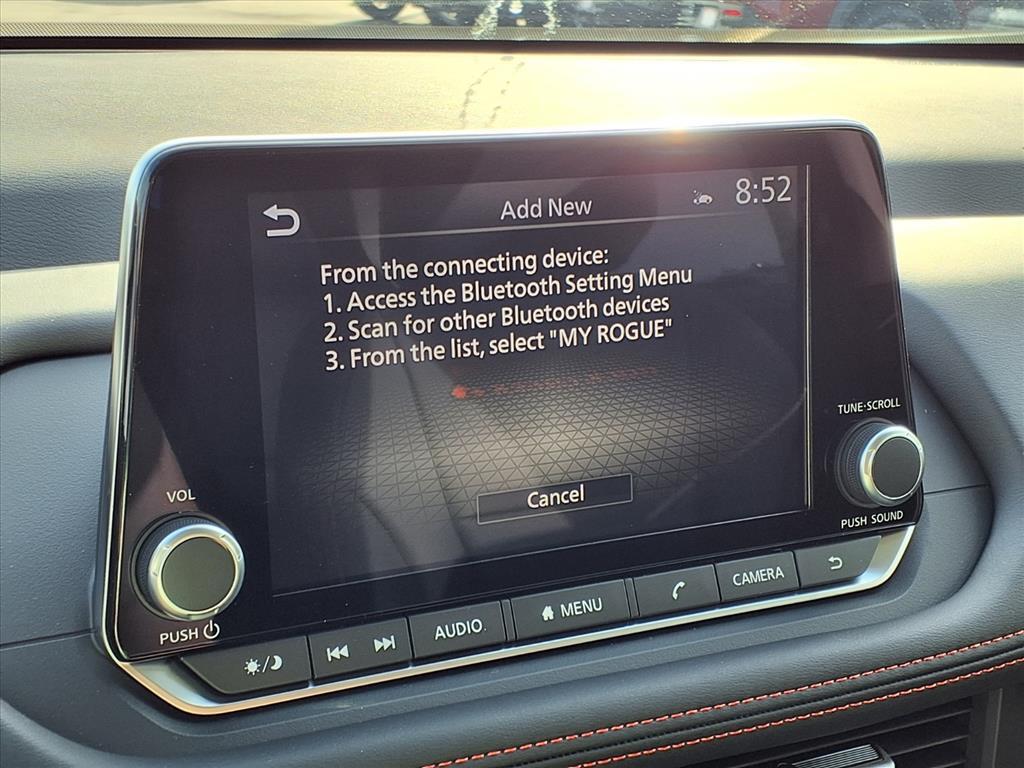 Add New
8:52
From the connecting device:
1. Access the Bluetooth Setting Menu
2. Scan for other Bluetooth devices
3. From the list, select "MY ROGUE"
Cancel
VOL
PUSH
TUNE·SCROLL
PUSH SOUND
AUDIO
MENU
CAMERA